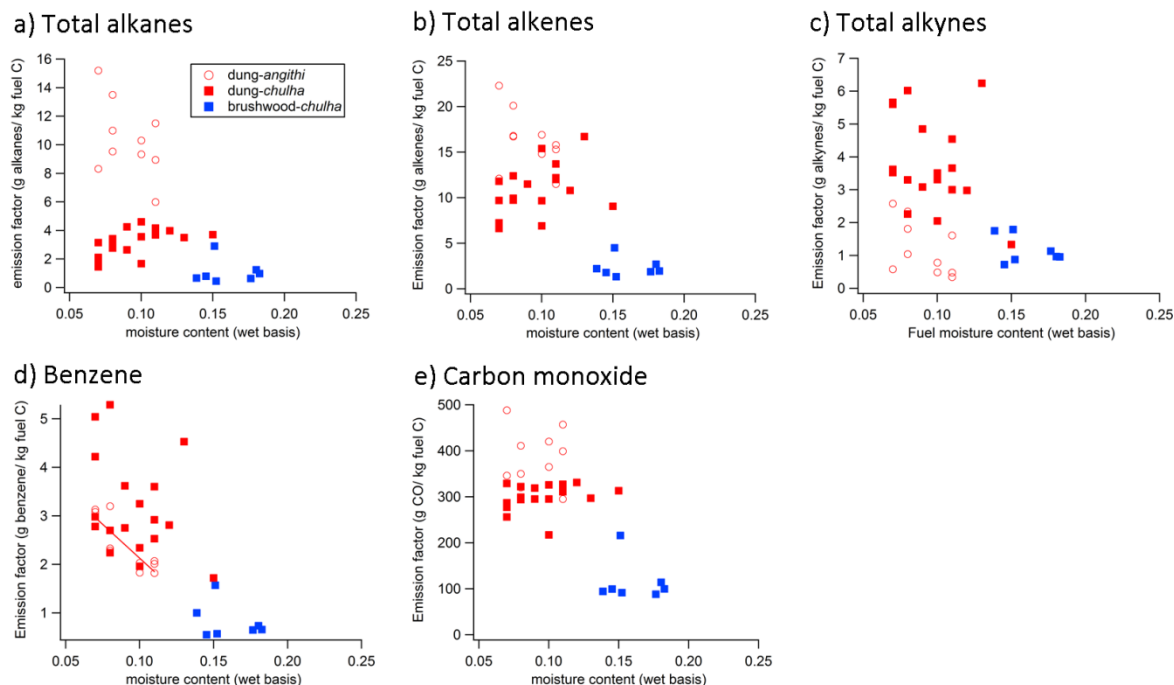 a) Total alkanes
emission factor (g alkanes/ kg fuel C)
16
14
12
10
8
6
4
2
0
dung-angithi
dung-chulha
brushwood-chulha
0.05 0.10 0.15 0.20 0.25
moisture content (wet basis)
b) Total alkenes
Emission factor (g alkenes/ kg fuel C)
25
20
15
10
5
0
0.05 0.10 0.15 0.20 0.25
moisture content (wet basis)
c) Total alkynes
Emission factor (g alkynes/ kg fuel C)
7
6
5
4
3
2
1
0
0.05 0.10 0.15 0.20 0.25
Fuel moisture content (wet basis)
d) Benzene
Emission factor (g benzene/ kg fuel C)
5
4
3
2
1
0.05 0.10 0.15 0.20 0.25
moisture content (wet basis)
e) Carbon monoxide
Emission factor (g CO/ kg fuel C)
500
400
300
200
100
0
0.05 0.10 0.15 0.20 0.25
moisture content (wet basis)